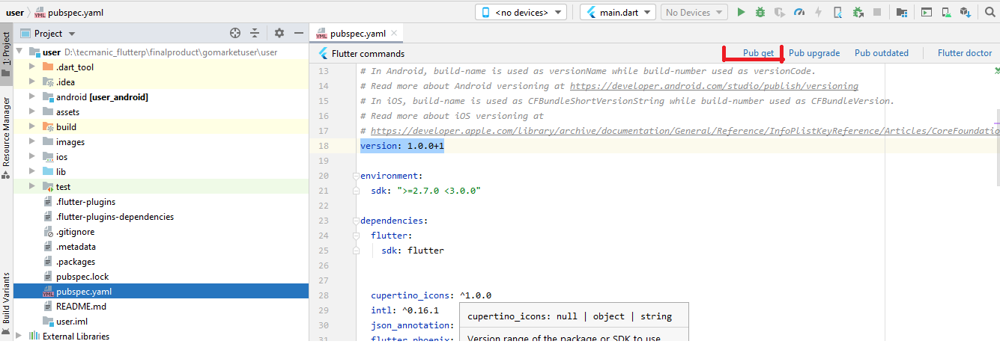 user
pubspec.yaml
<no devices>
main.dart
No Devices
1: Project
Resource Manager
Build Variants
Project
user D:\tecmanic_flutterp\finalproduct\gomarketuser\user
.dart_tool
.idea
android [user_android]
assets
build
images
ios
lib
test
.flutter-plugins
.flutter-plugins-dependencies
.gitignore
.metadata
.packages
pubspec.lock
pubspec.yaml
README.md
user.iml
External Libraries
pubspec.yaml
Flutter commands
Pub get
Pub upgrade
Pub outdated
Flutter doctor
13 # In Android, build-name is used as versionName while build-number used as versionCode.
14 # Read more about Android versioning at https://developer.android.com/studio/publish/versioning
15 # In iOS, build-name is used as CFBundleShortVersionString while build-number used as CFBundleVersion.
16 # Read more about iOS versioning at
17 # https://developer.apple.com/library/archive/documentation/General/Reference/InfoPlistKeyReference/Articles/CoreFoundatio
18 version: 1.0.0+1
19
20 environment:
21 sdk: ">=2.7.0 <3.0.0"
22
23 dependencies:
24 flutter:
25 sdk: flutter
26
27
28 cupertino_icons: ^1.0.0
29 intl: ^0.16.1
30 json_annotation:
31 flutter_phoenix:
cupertino_icons: null | object | string
Version range of the package or SDK to use